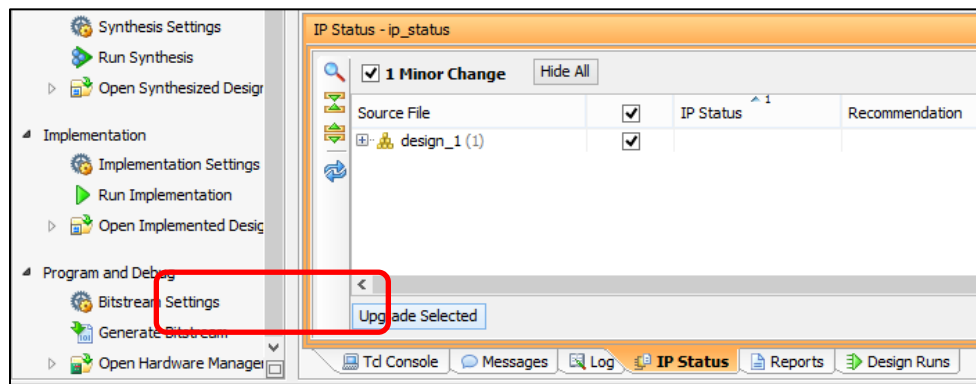 Synthesis Settings
Run Synthesis
Open Synthesized Design
Implementation
Implementation Settings
Run Implementation
Open Implemented Desig
Program and Debug
Bitstream Settings
Generate Bitstream
Open Hardware Manager
IP Status - ip_status
1 Minor Change Hide All
Source File IP Status 1 Recommendation
design_1 (1)
Upgrade Selected
Tcl Console Messages Log IP Status Reports Design Runs